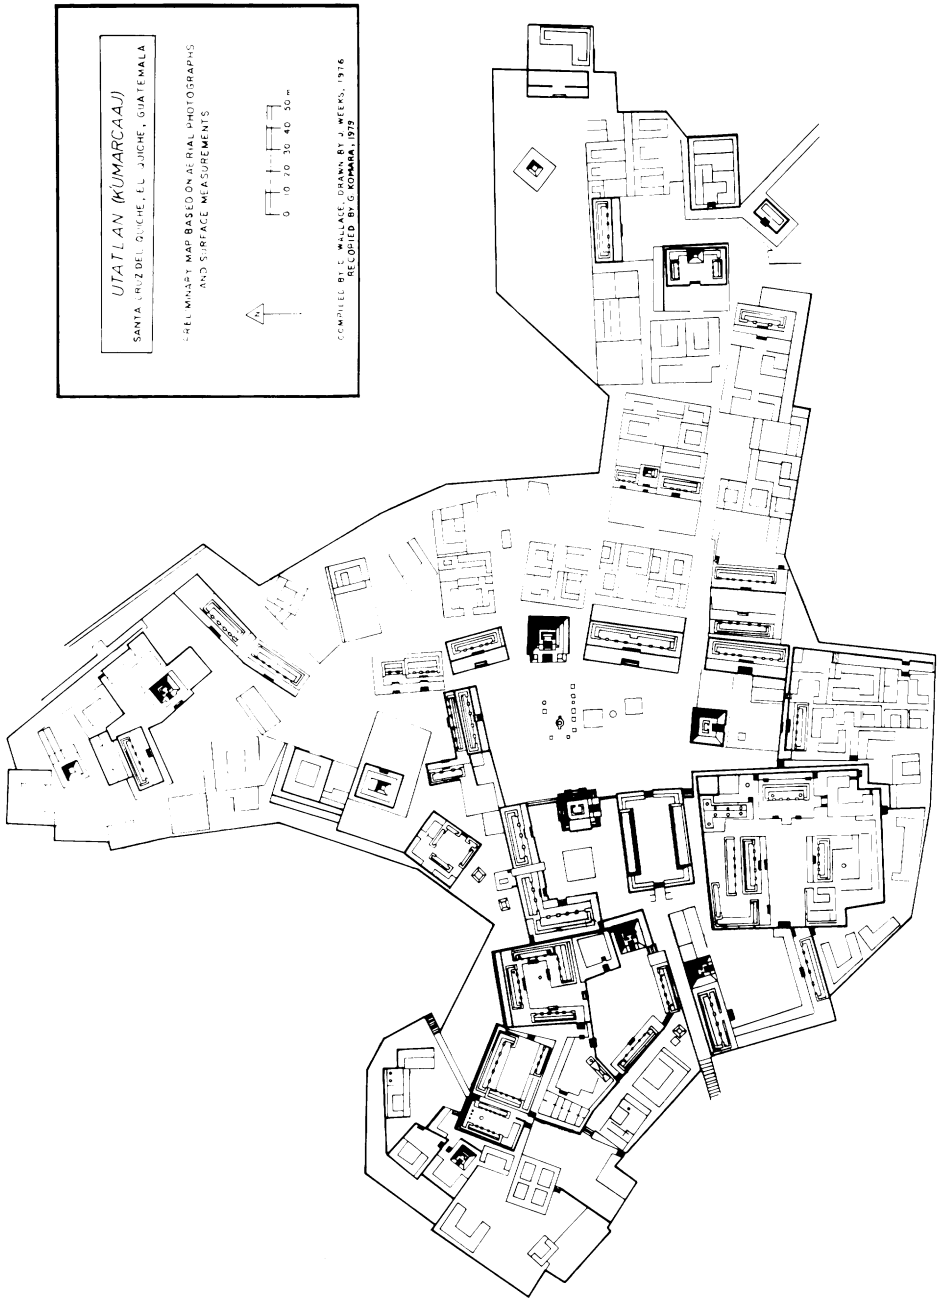 UTATLAN (K'UMARCAAJ)
SANTA CRUZ DEL QUICHE, EL QUICHE, GUATEMALA
PRELIMINARY MAP BASED ON AERIAL PHOTOGRAPHS
AND SURFACE MEASUREMENTS
0 10 20 30 40 50 m
N
COMPILED BY D. WALLACE, DRAWN BY J. WEEKS, 1976
RECOPIED BY G. KOMARA, 1979